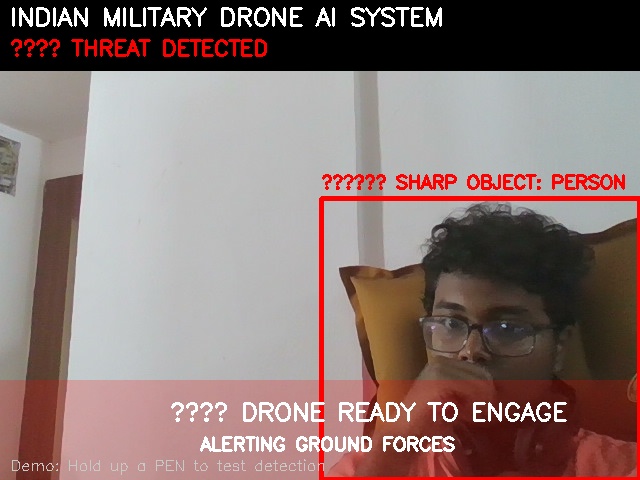 INDIAN MILITARY DRONE AI SYSTEM
???? THREAT DETECTED
?????? SHARP OBJECT: PERSON
???? DRONE READY TO ENGAGE
ALERTING GROUND FORCES
Demo: Hold up a PEN to test detection